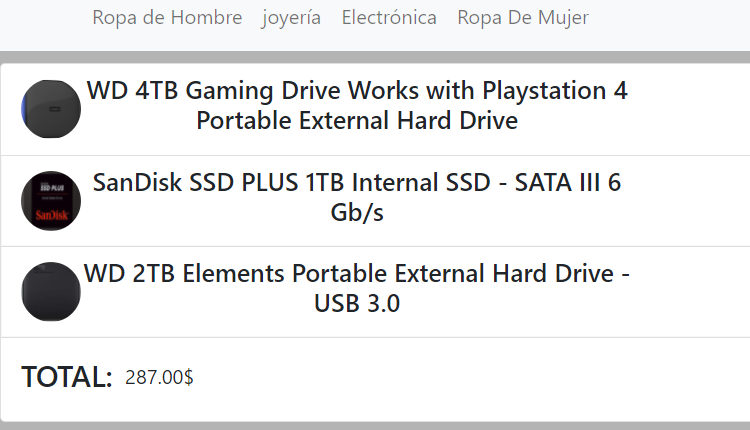 Ropa de Hombre joyería Electrónica Ropa De Mujer
WD 4TB Gaming Drive Works with Playstation 4
Portable External Hard Drive
SSD PLUS
SanDisk
SanDisk SSD PLUS 1TB Internal SSD - SATA III 6
Gb/s
WD 2TB Elements Portable External Hard Drive -
USB 3.0
TOTAL: 287.00$